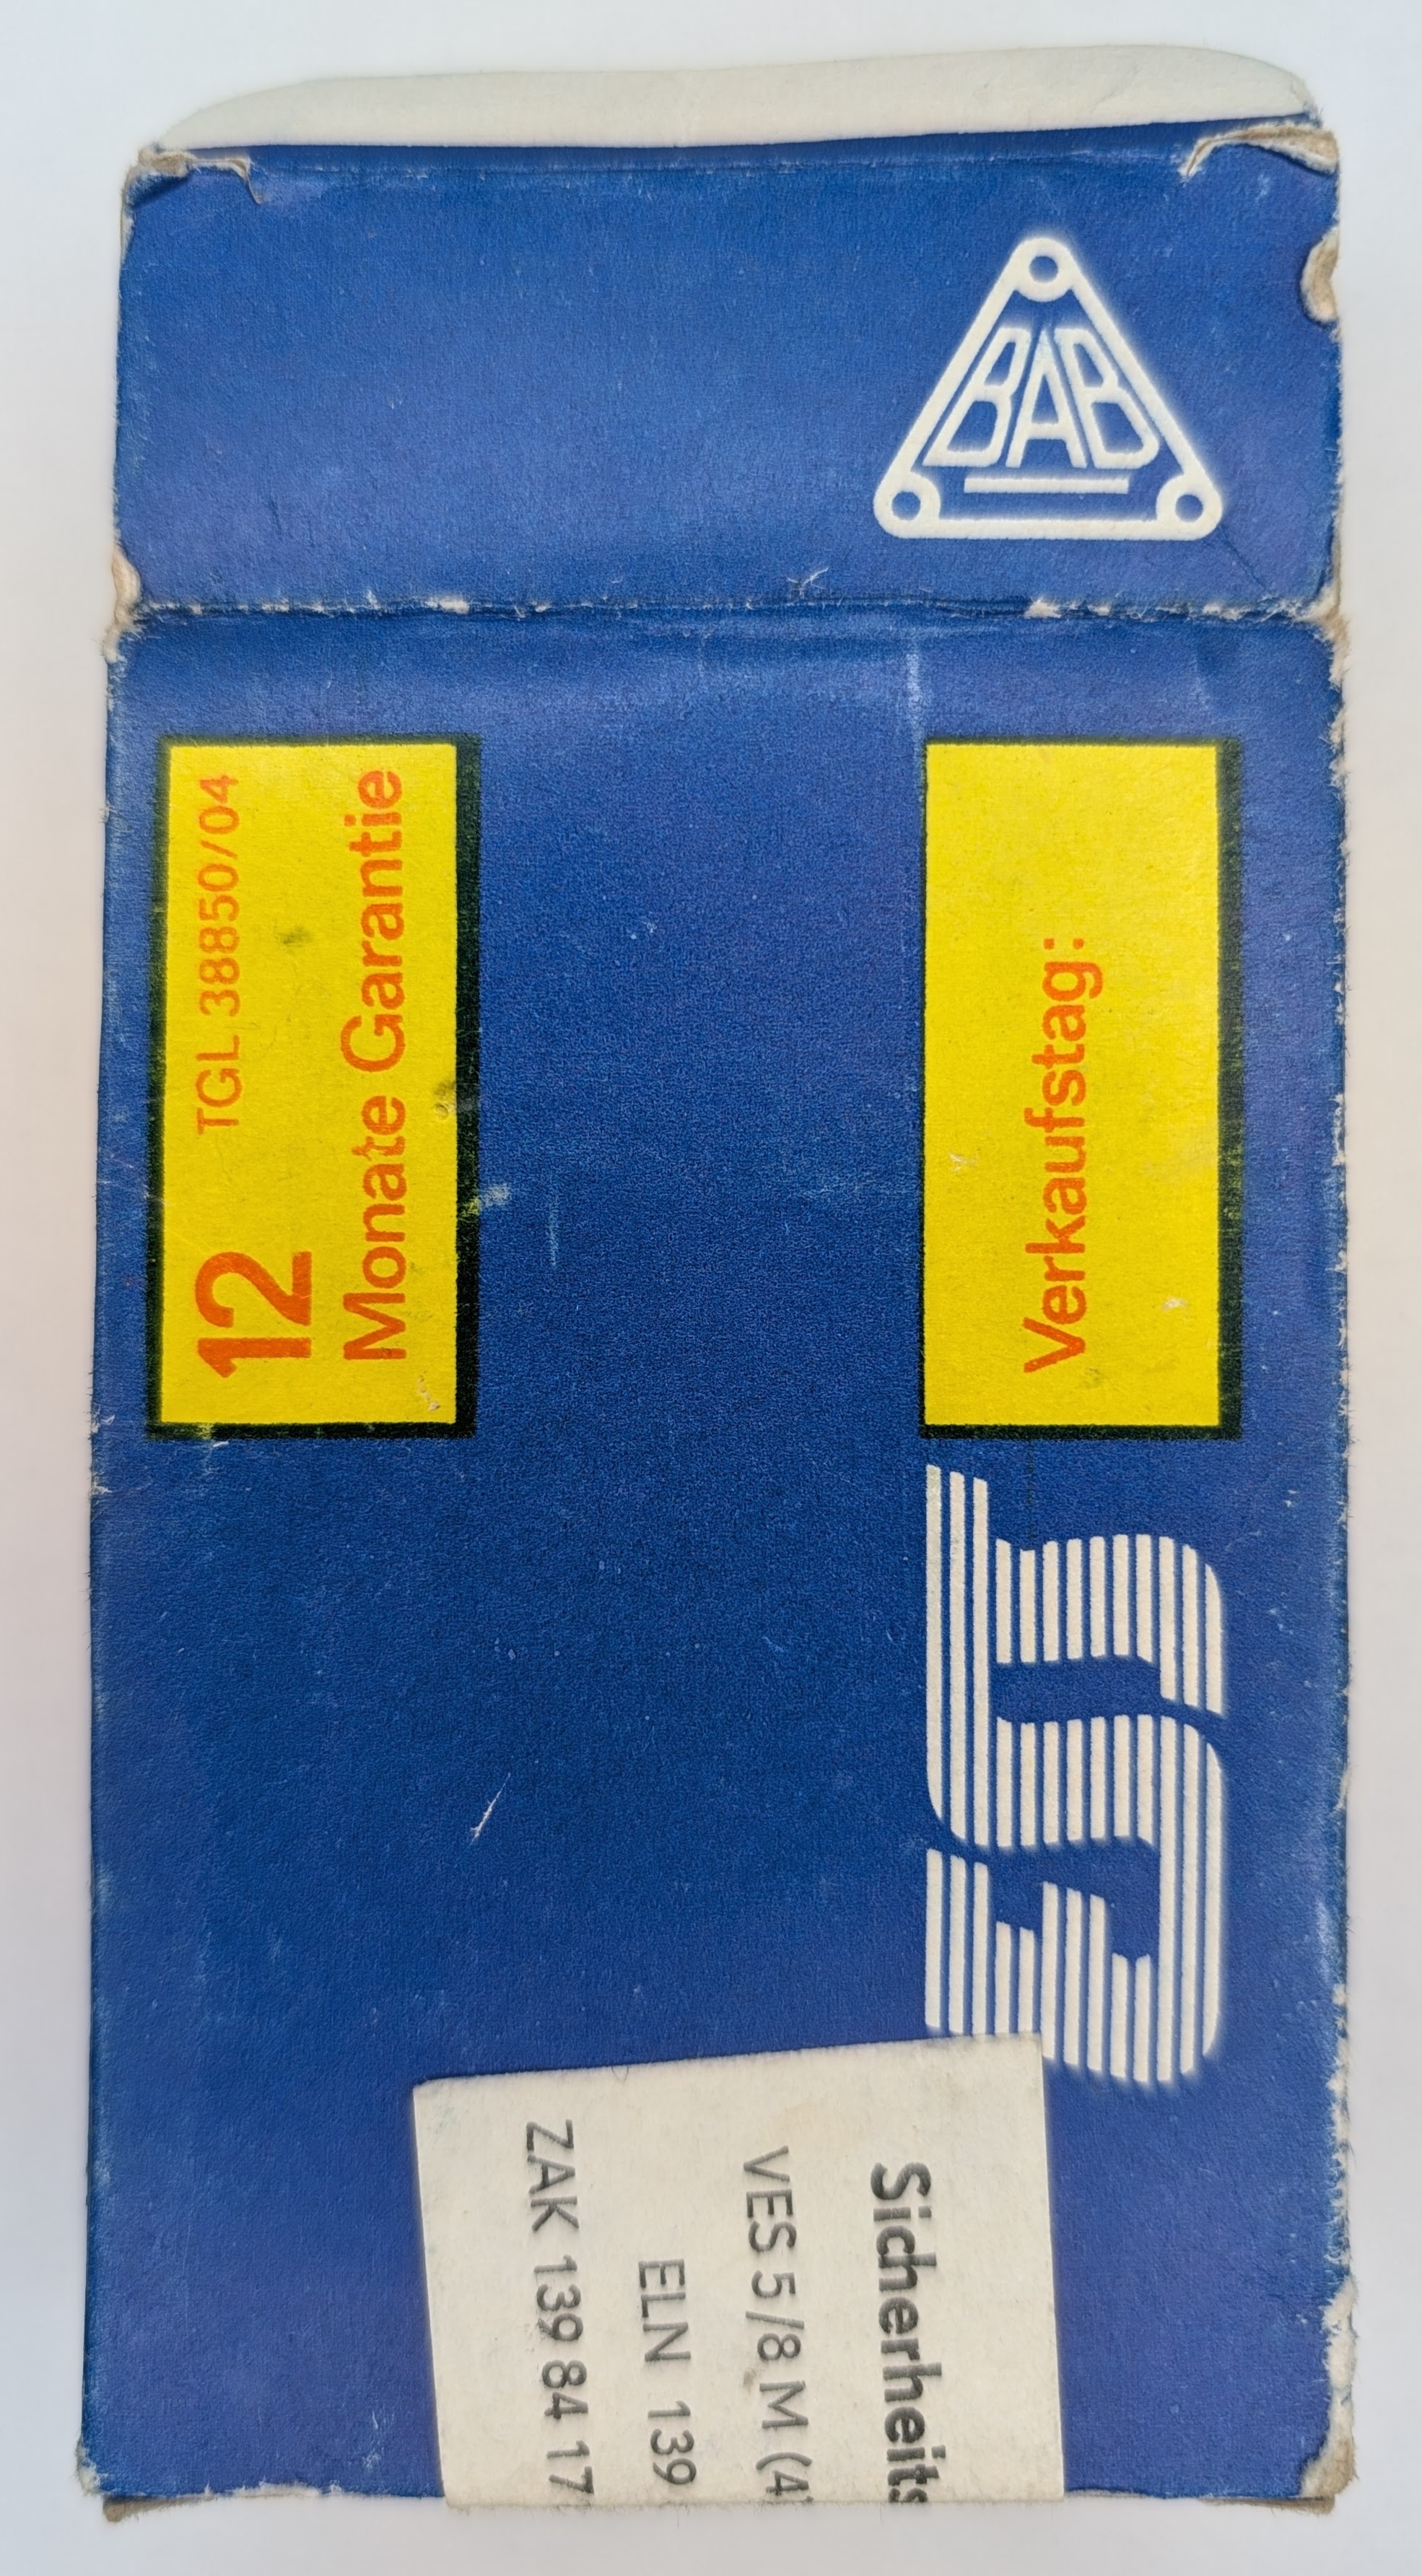 BAB
12 TGL 38850/04
Monate Garantie
Verkaufstag:
Sicherheits
VES 5/8 M (4
ELN 139
ZAK 139 84 17